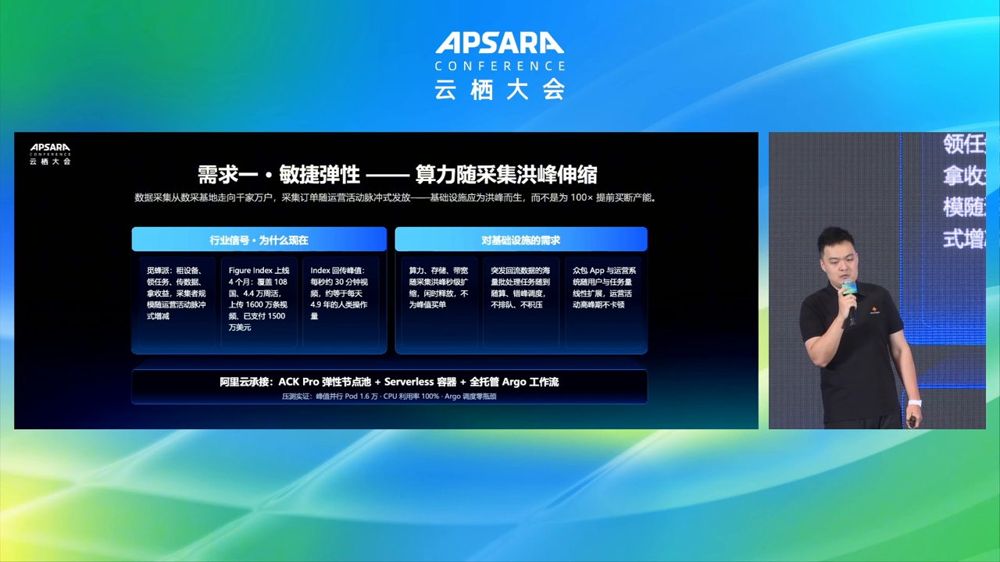 APSARA
CONFERENCE
云栖大会
APSARA
CONFERENCE
云栖大会
需求一·敏捷弹性 —— 算力随采集洪峰伸缩
数据采集从数采基地走向千家万户，采集订单随运营活动脉冲式发放——基础设施应为洪峰而生，而不是为 100× 提前买断产能。
行业信号·为什么现在
觅蜂派：租设备、
领任务、传数据、
拿收益，采集者规
模随运营活动脉冲
式增减
Figure Index 上线
4 个月：覆盖 108
国、4.4 万周活，
上传 1600 万条视
频、已支付 1500
万美元
Index 回传峰值：
每秒约 30 分钟视
频，约等于每天
4.9 年的人类操作
量
对基础设施的需求
算力、存储、带宽
随采集洪峰秒级扩
缩，闲时释放，不
为峰值买单
突发回流数据的海
量批处理任务随到
随算、错峰调度，
不排队、不积压
众包 App 与运营系
统随用户与任务量
线性扩展，运营活
动高峰期不卡顿
阿里云承接：ACK Pro 弹性节点池 + Serverless 容器 + 全托管 Argo 工作流
压测实证：峰值并行 Pod 1.6 万 · CPU 利用率 100% · Argo 调度零瓶颈
领任
拿收
模随
式增